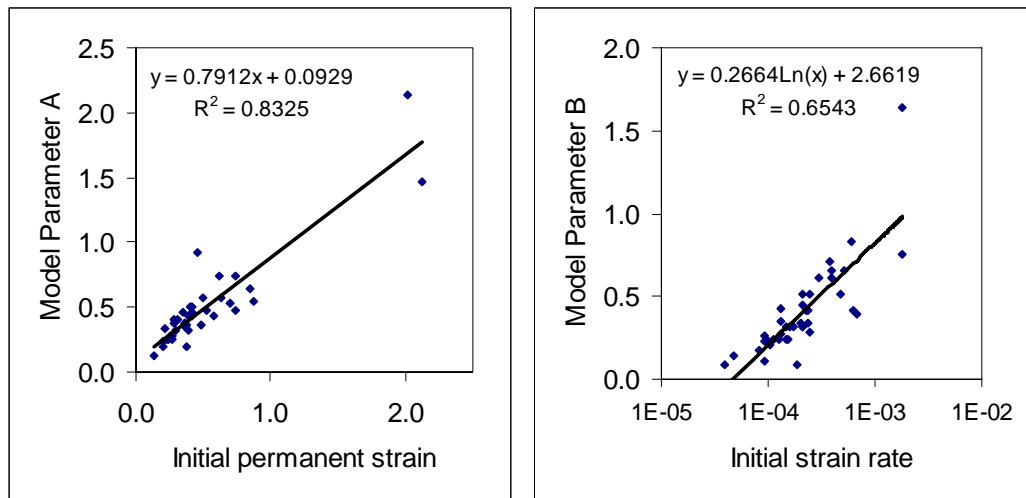 2.5
2.0
1.5
1.0
0.5
0.0
Model Parameter A
y = 0.7912x + 0.0929
R² = 0.8325
0.0 1.0 2.0
Initial permanent strain
2.0
1.5
1.0
0.5
0.0
Model Parameter B
y = 0.2664Ln(x) + 2.6619
R² = 0.6543
1E-05 1E-04 1E-03 1E-02
Initial strain rate